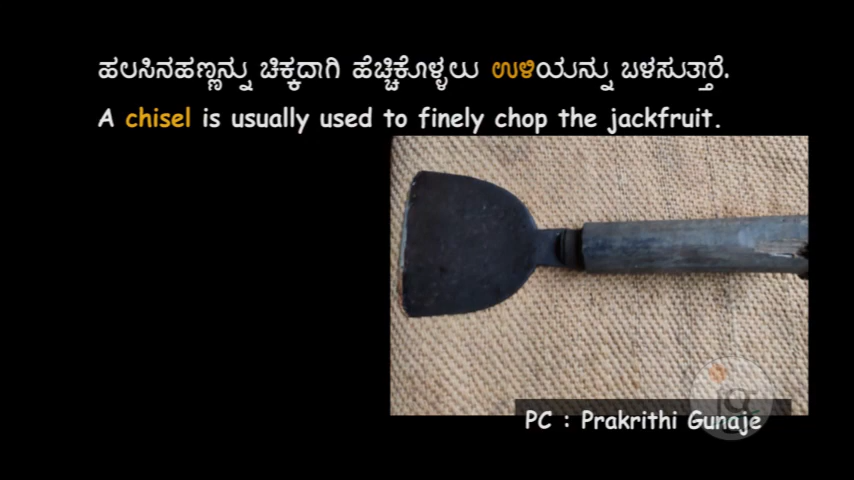 ಹಲಸಿನಹಣ್ಣನ್ನು ಚಿಕ್ಕದಾಗಿ ಹೆಚ್ಚಿಕೊಳ್ಳಲು ಉಳಿಯನ್ನು ಬಳಸುತ್ತಾರೆ.
A chisel is usually used to finely chop the jackfruit.
PC : Prakrithi Gunaje